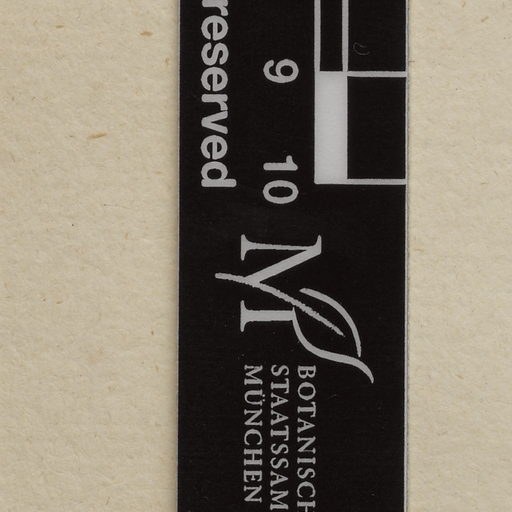 reserved
9
10
BOTANISCH
STAATSSAM
MÜNCHEN